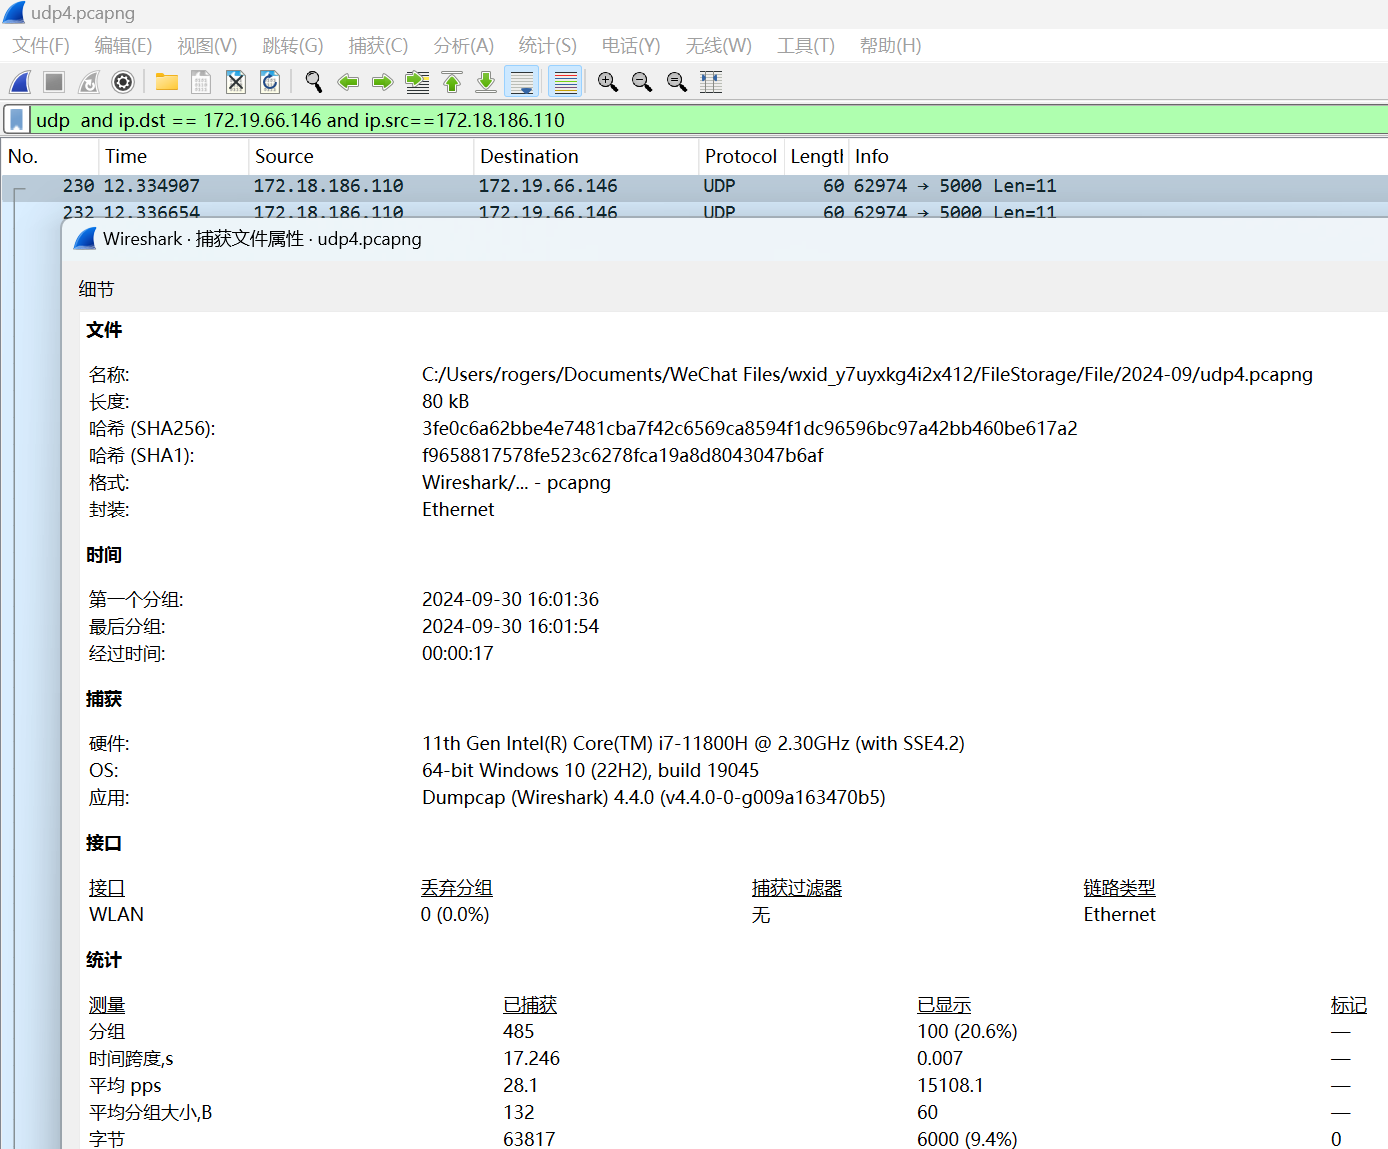 udp4.pcapng
文件(F) 编辑(E) 视图(V) 跳转(G) 捕获(C) 分析(A) 统计(S) 电话(Y) 无线(W) 工具(T) 帮助(H)
udp  and ip.dst == 172.19.66.146 and ip.src==172.18.186.110
No. Time Source Destination Protocol Lengtl Info
230 12.334907 172.18.186.110 172.19.66.146 UDP 60 62974 → 5000 Len=11
232 12.336654 172.18.186.110 172.19.66.146 UDP 60 62974 → 5000 Len=11
Wireshark · 捕获文件属性 · udp4.pcapng
细节
文件
名称: C:/Users/rogers/Documents/WeChat Files/wxid_y7uyxkg4i2x412/FileStorage/File/2024-09/udp4.pcapng
长度: 80 kB
哈希 (SHA256): 3fe0c6a62bbe4e7481cba7f42c6569ca8594f1dc96596bc97a42bb460be617a2
哈希 (SHA1): f9658817578fe523c6278fca19a8d8043047b6af
格式: Wireshark/... - pcapng
封装: Ethernet
时间
第一个分组: 2024-09-30 16:01:36
最后分组: 2024-09-30 16:01:54
经过时间: 00:00:17
捕获
硬件: 11th Gen Intel(R) Core(TM) i7-11800H @ 2.30GHz (with SSE4.2)
OS: 64-bit Windows 10 (22H2), build 19045
应用: Dumpcap (Wireshark) 4.4.0 (v4.4.0-0-g009a163470b5)
接口
接口 丢弃分组 捕获过滤器 链路类型
WLAN 0 (0.0%) 无 Ethernet
统计
测量 已捕获 已显示 标记
分组 485 100 (20.6%) —
时间跨度,s 17.246 0.007 —
平均 pps 28.1 15108.1 —
平均分组大小,B 132 60 —
字节 63817 6000 (9.4%) 0